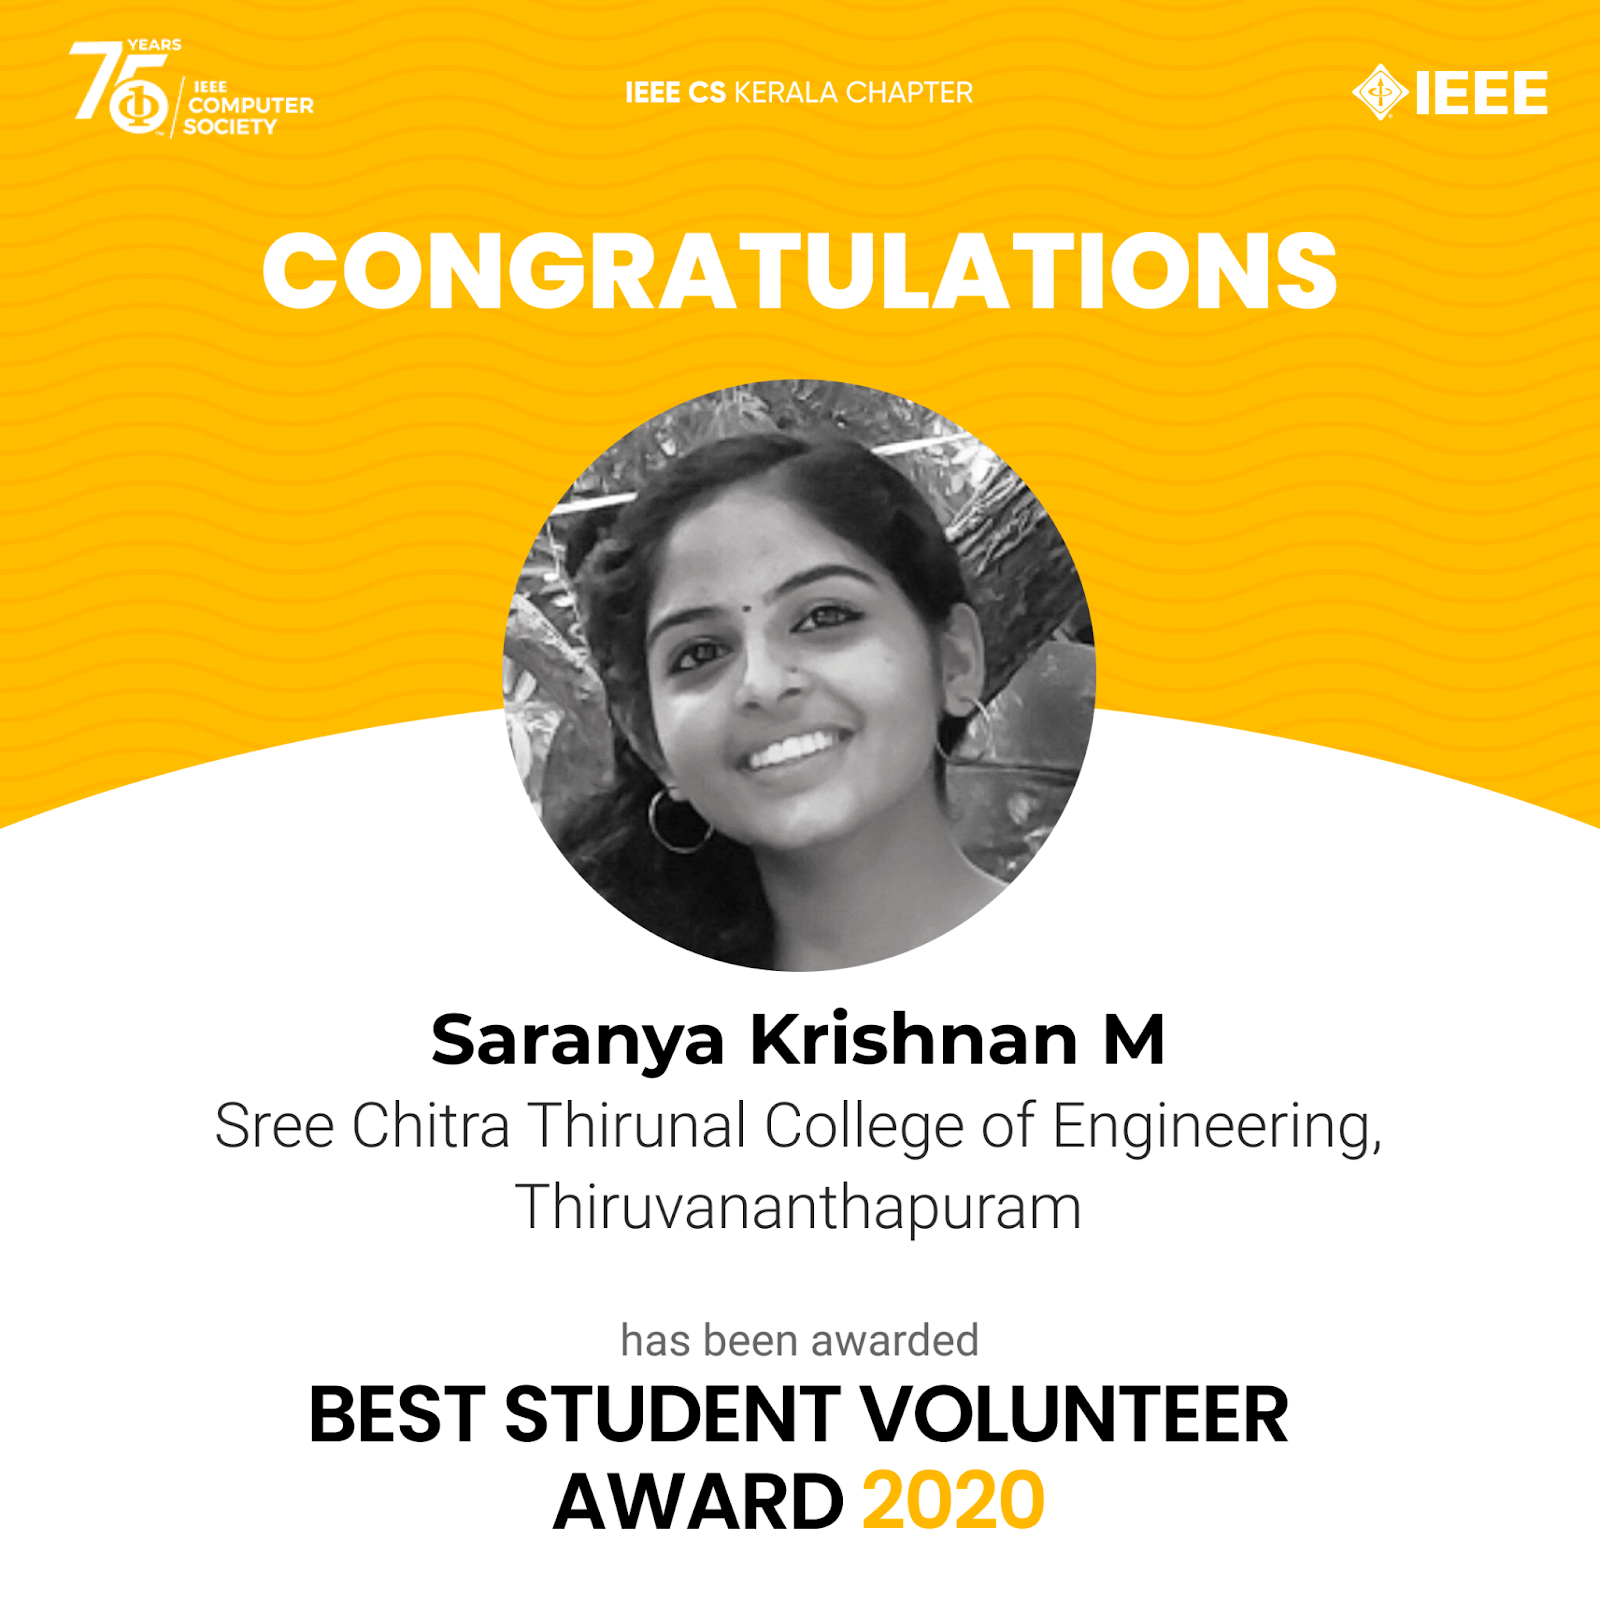 75 YEARS
IEEE
COMPUTER
SOCIETY
IEEE CS KERALA CHAPTER
IEEE
CONGRATULATIONS
Saranya Krishnan M
Sree Chitra Thirunal College of Engineering,
Thiruvananthapuram
has been awarded
BEST STUDENT VOLUNTEER
AWARD 2020